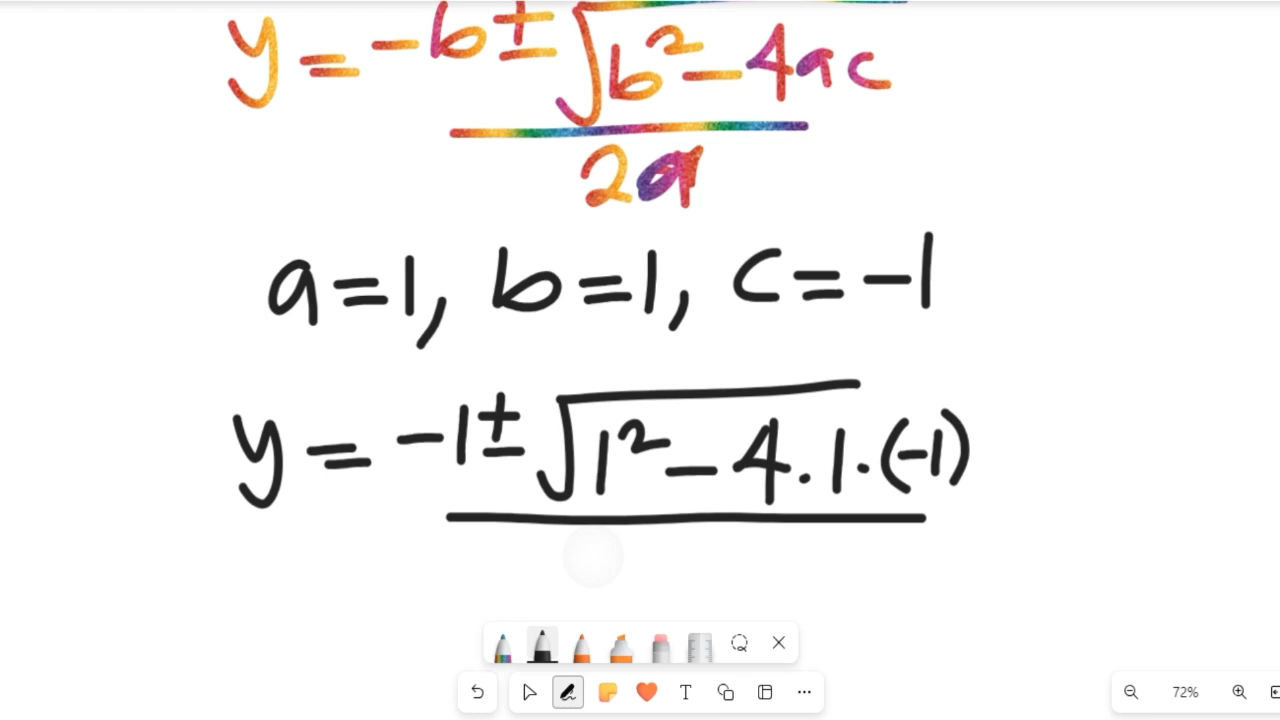 y = -b ± √b² - 4ac
2a
a = 1, b = 1, c = -1
y = -1 ± √1² - 4 . 1 . (-1)
T
72%